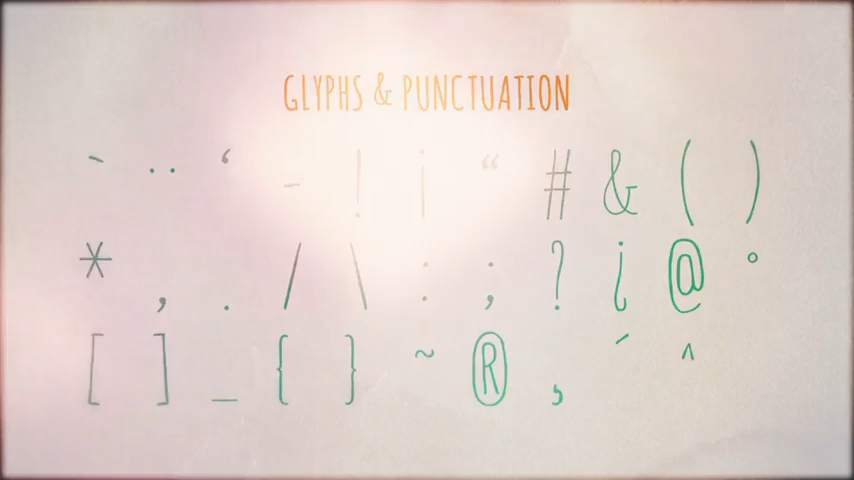 GLYPHS & PUNCTUATION
` ¨ ‘ - ! ¡ “ # & ( )
* , . / \ : ; ? ¿ @ °
[ ] _ { } ~ ® ¸ ´ ^